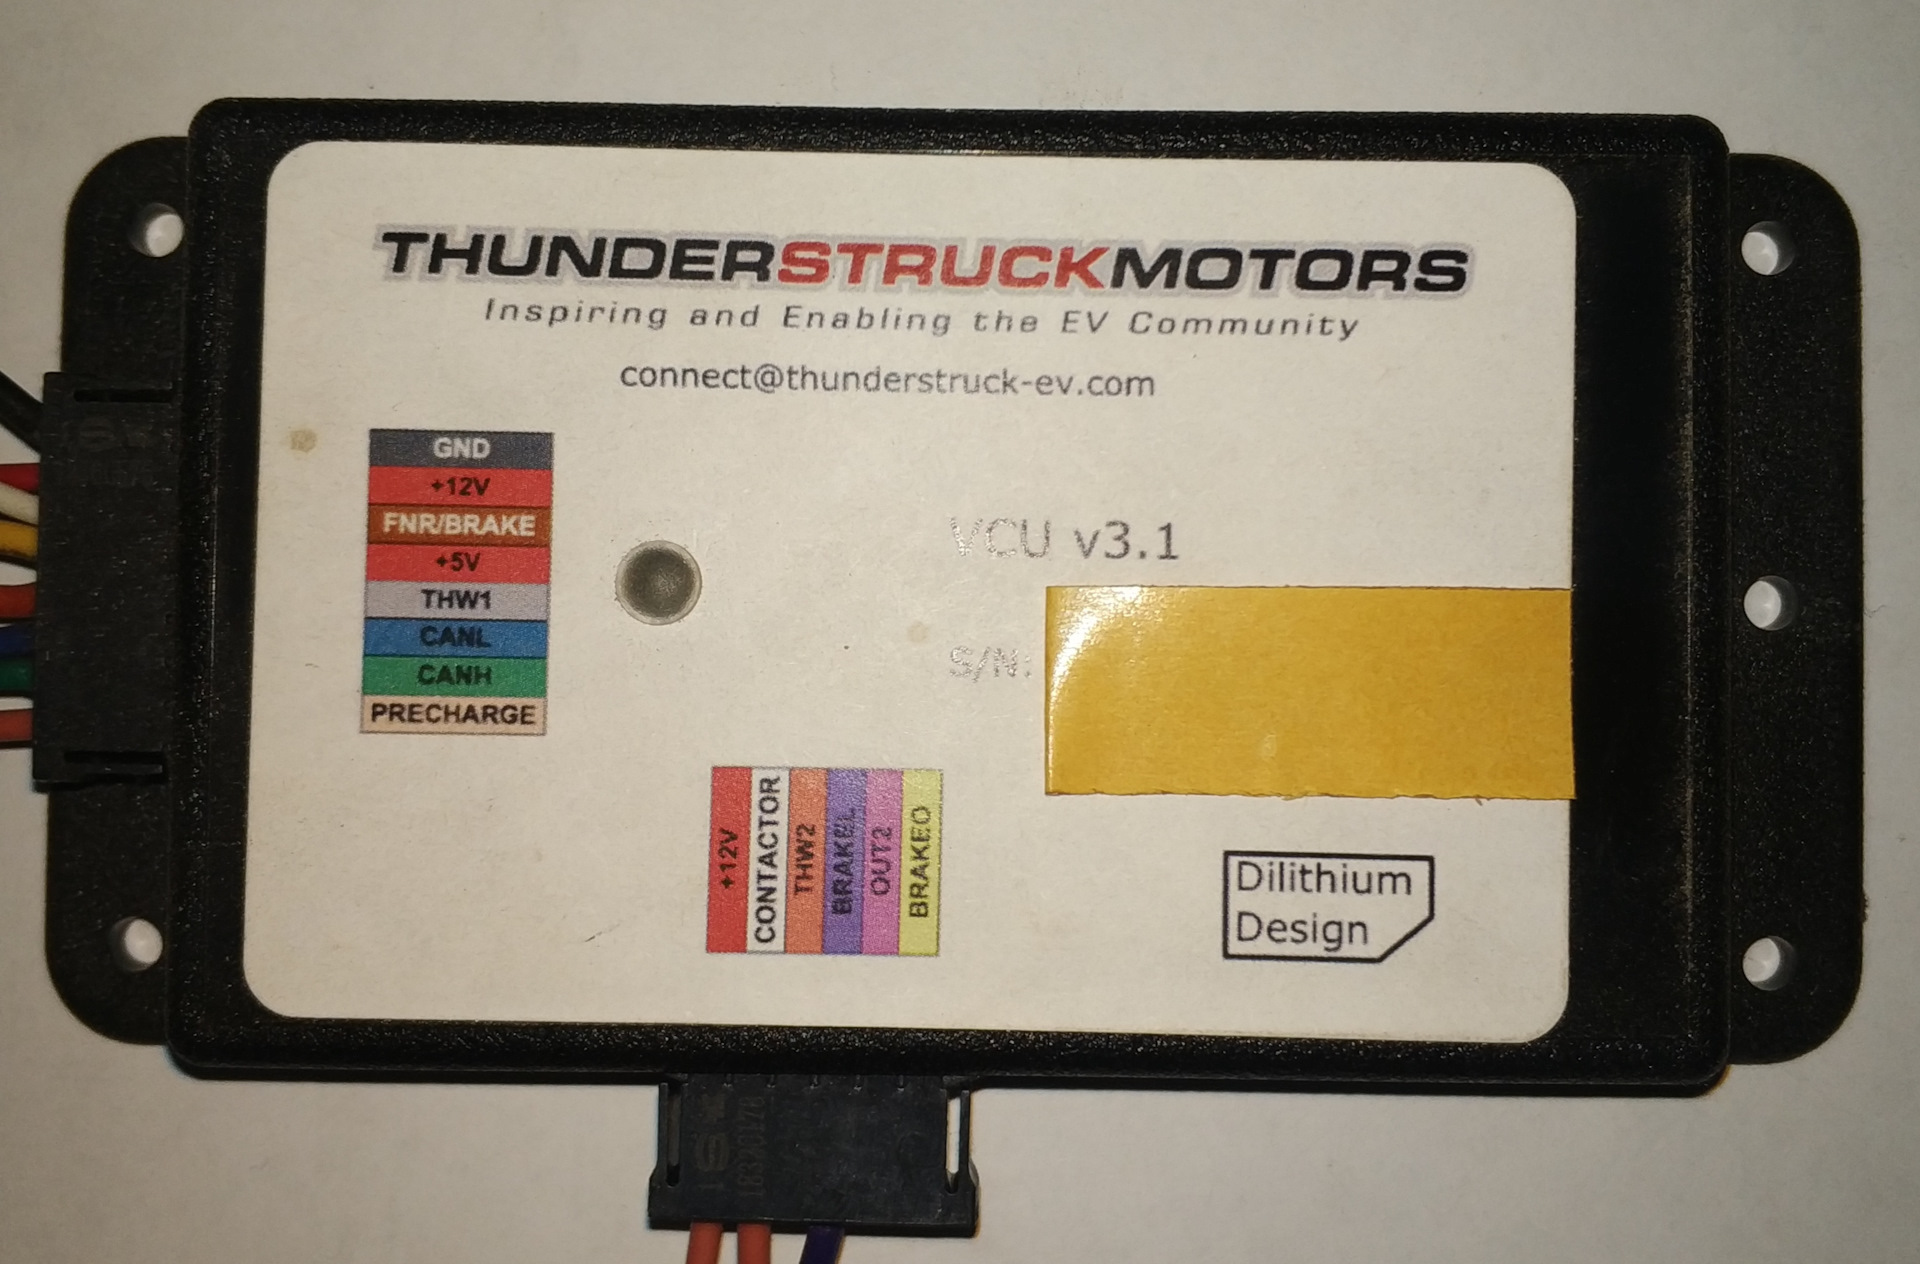 THUNDERSTRUCKMOTORS
Inspiring and Enabling the EV Community
connect@thunderstruck-ev.com
GND
+12V
FNR/BRAKE
+5V
THW1
CANL
CANH
PRECHARGE
VCU v3.1
S/N:
+12V
CONTACTOR
THW2
BRAKEL
OUT2
BRAKEO
Dilithium
Design